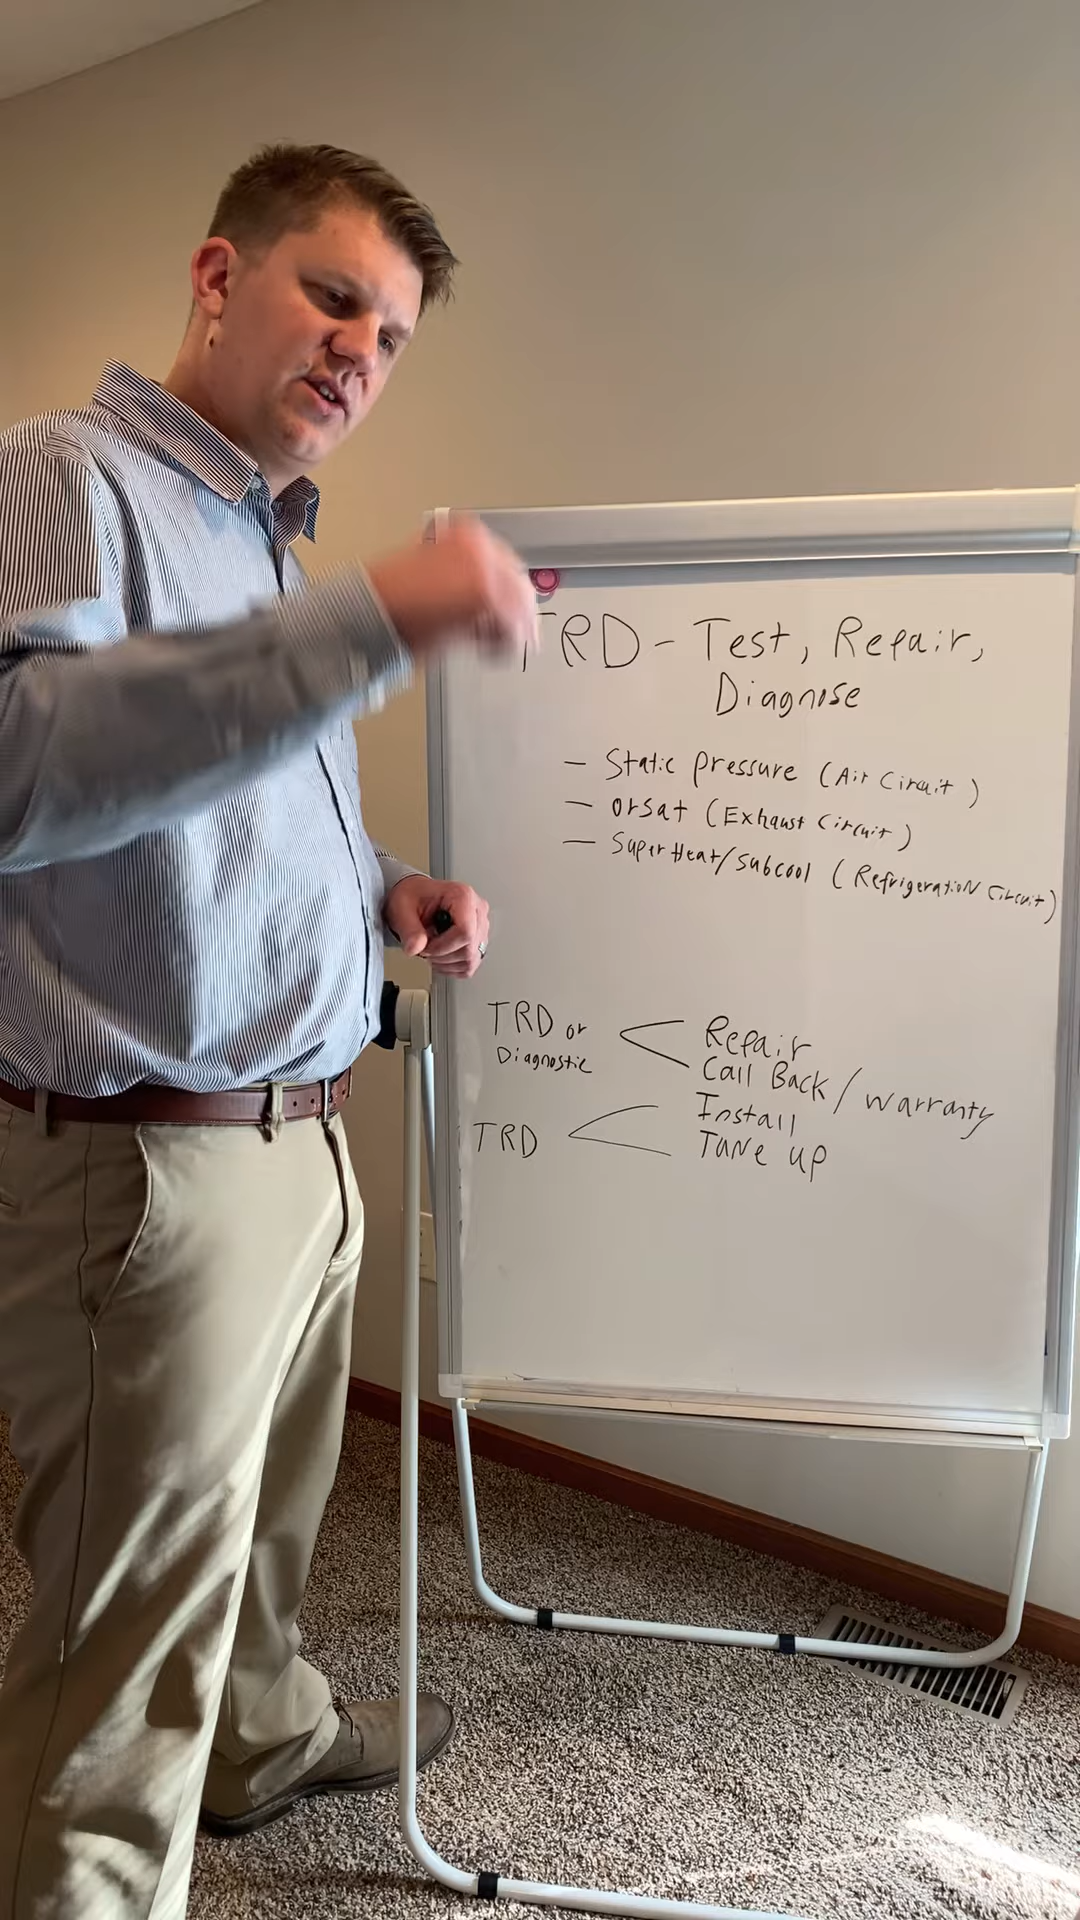 TRD - Test, Repair,
Diagnose
- Static pressure (Air Circuit)
- orsat (Exhaust Circuit)
- Super Heat/subcool (Refrigeration Circuit)
TRD or
Diagnostic
Repair
Call Back / warranty
TRD
Install
Tune up